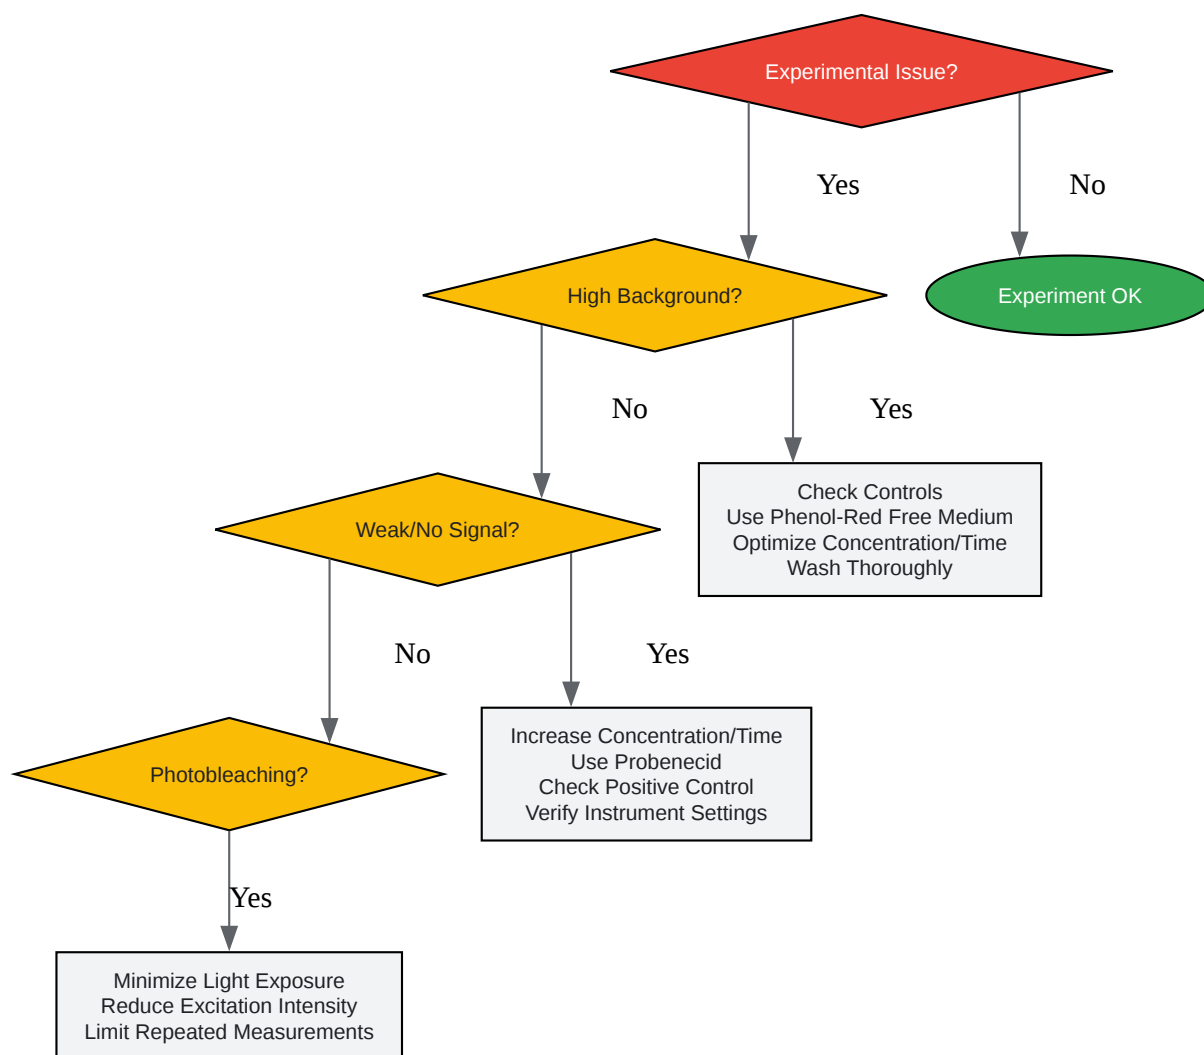 Experimental Issue?
Yes
No
High Background?
Experiment OK
No
Yes
Check Controls
Use Phenol-Red Free Medium
Optimize Concentration/Time
Wash Thoroughly
Weak/No Signal?
No
Yes
Increase Concentration/Time
Use Probenecid
Check Positive Control
Verify Instrument Settings
Photobleaching?
Yes
Minimize Light Exposure
Reduce Excitation Intensity
Limit Repeated Measurements